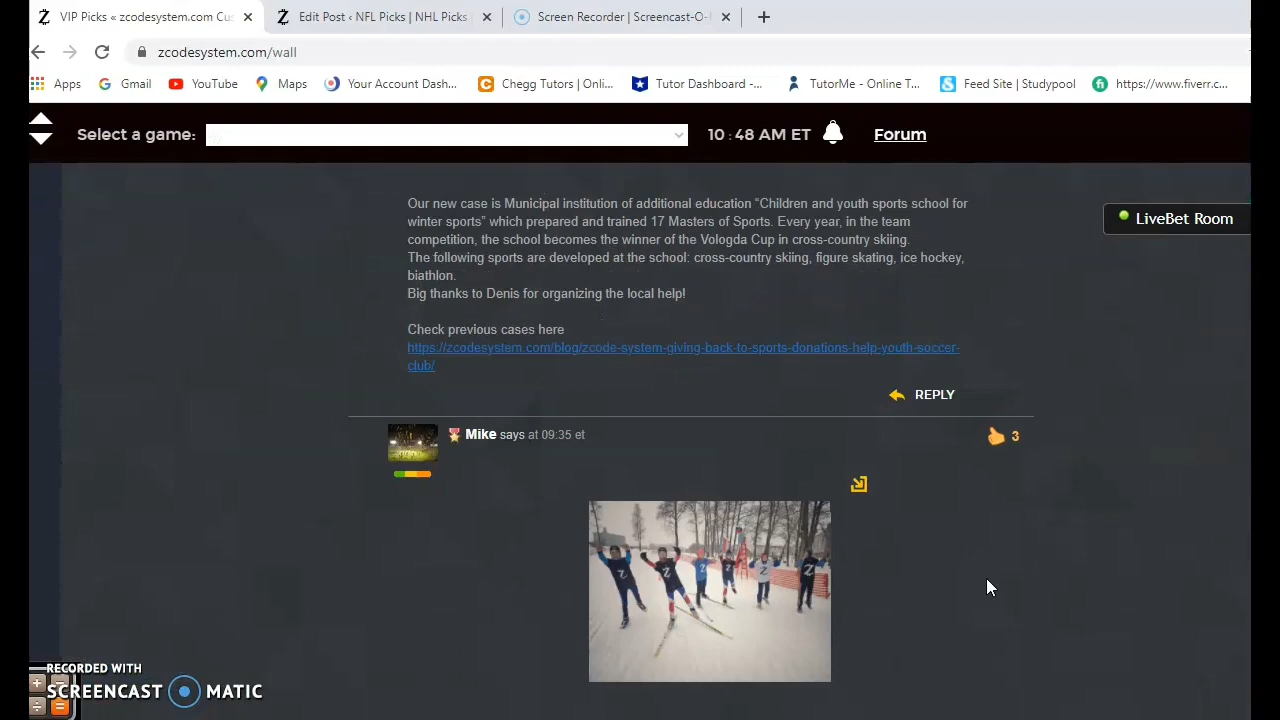 VIP Picks « zcodesystem.com Cus
Edit Post ‹ NFL Picks | NHL Picks
Screen Recorder | Screencast-O-
zcodesystem.com/wall
Apps
Gmail
YouTube
Maps
Your Account Dash...
Chegg Tutors | Onli...
Tutor Dashboard -...
TutorMe - Online T...
Feed Site | Studypool
https://www.fiverr.c...
Select a game:
10:48 AM ET
Forum
Our new case is Municipal institution of additional education “Children and youth sports school for
winter sports” which prepared and trained 17 Masters of Sports. Every year, in the team
competition, the school becomes the winner of the Vologda Cup in cross-country skiing.
The following sports are developed at the school: cross-country skiing, figure skating, ice hockey,
biathlon.
Big thanks to Denis for organizing the local help!
LiveBet Room
Check previous cases here
https://zcodesystem.com/blog/zcode-system-giving-back-to-sports-donations-help-youth-soccer-
club/
REPLY
Mike says at 09:35 et
3
RECORDED WITH
SCREENCAST MATIC